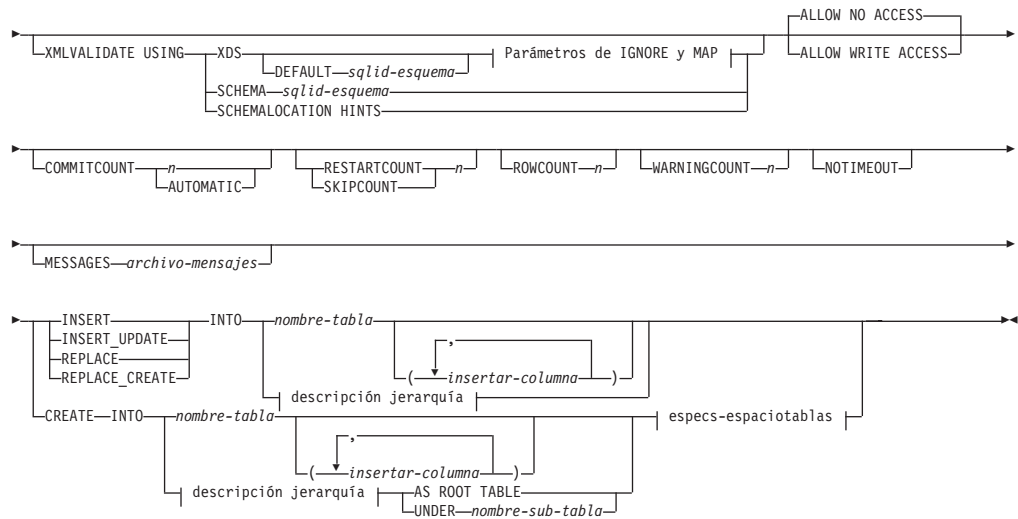 ALLOW NO ACCESS
XMLVALIDATE USING XDS Parámetros de IGNORE y MAP ALLOW WRITE ACCESS
DEFAULT sqlid-esquema
SCHEMA sqlid-esquema
SCHEMALOCATION HINTS
COMMITCOUNT n RESTARTCOUNT n ROWCOUNT n WARNINGCOUNT n NOTIMEOUT
AUTOMATIC SKIPCOUNT
MESSAGES archivo-mensajes
INSERT INTO nombre-tabla
INSERT_UPDATE ,
REPLACE
REPLACE_CREATE ( insertar-columna )
descripción jerarquía
CREATE INTO nombre-tabla especs-espaciotablas
,
( insertar-columna )
descripción jerarquía AS ROOT TABLE
UNDER nombre-sub-tabla